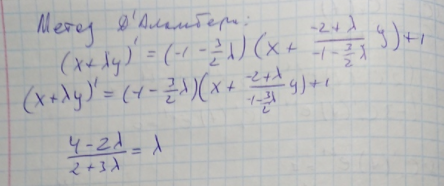 Метод Д'Аламбера:
(x+λy)' = (-1 - 3/2 λ) (x + (-2+λ)/(-1 - 3/2 λ) y) + 1
(x+λy)' = (-1 - 3/2 λ)(x + (-2+λ)/(-1 - 3λ/2) y) + 1
(4-2λ)/(2+3λ) = λ